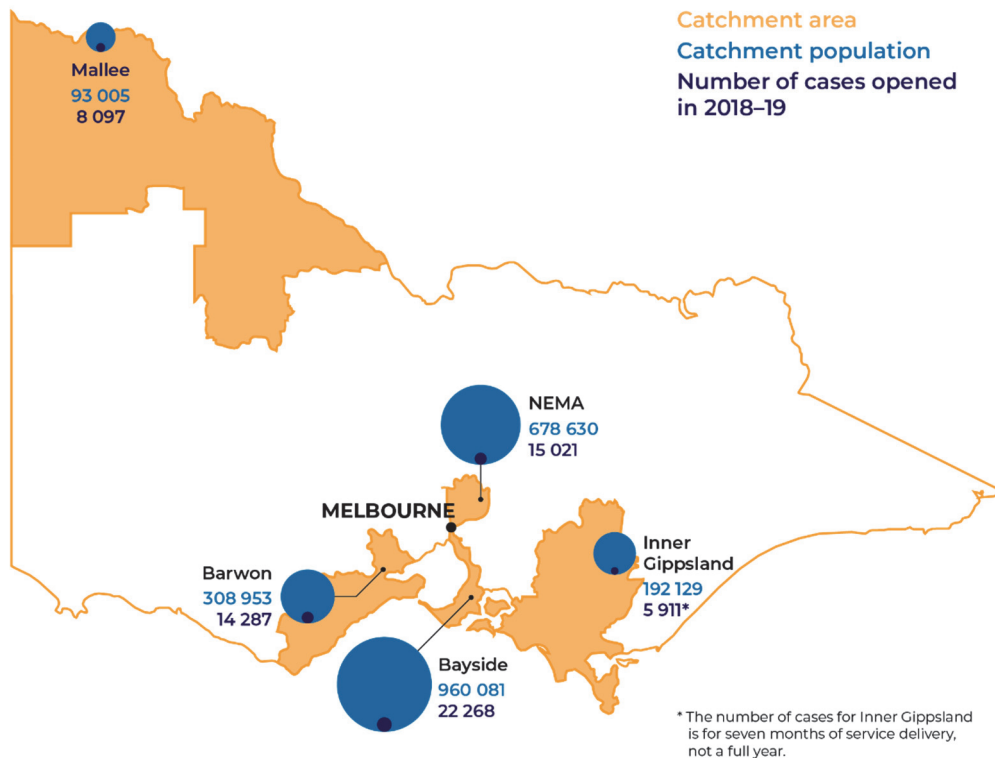 Catchment area
Catchment population
Number of cases opened
in 2018–19
Mallee
93 005
8 097
NEMA
678 630
15 021
MELBOURNE
Inner
Gippsland
192 129
5 911*
Barwon
308 953
14 287
Bayside
960 081
22 268
* The number of cases for Inner Gippsland
is for seven months of service delivery,
not a full year.